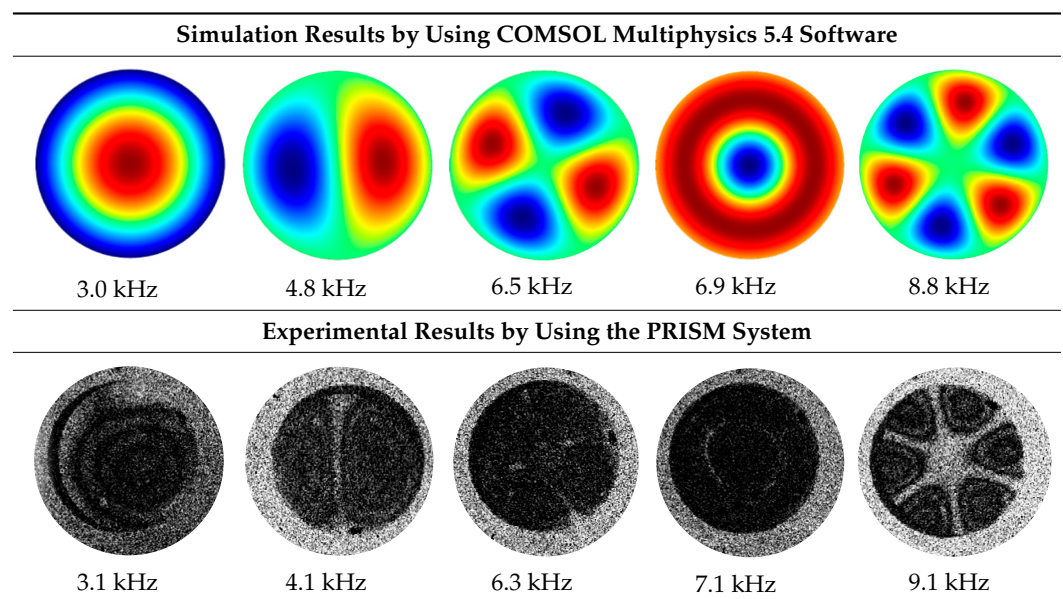 Simulation Results by Using COMSOL Multiphysics 5.4 Software
3.0 kHz 4.8 kHz 6.5 kHz 6.9 kHz 8.8 kHz
Experimental Results by Using the PRISM System
3.1 kHz 4.1 kHz 6.3 kHz 7.1 kHz 9.1 kHz